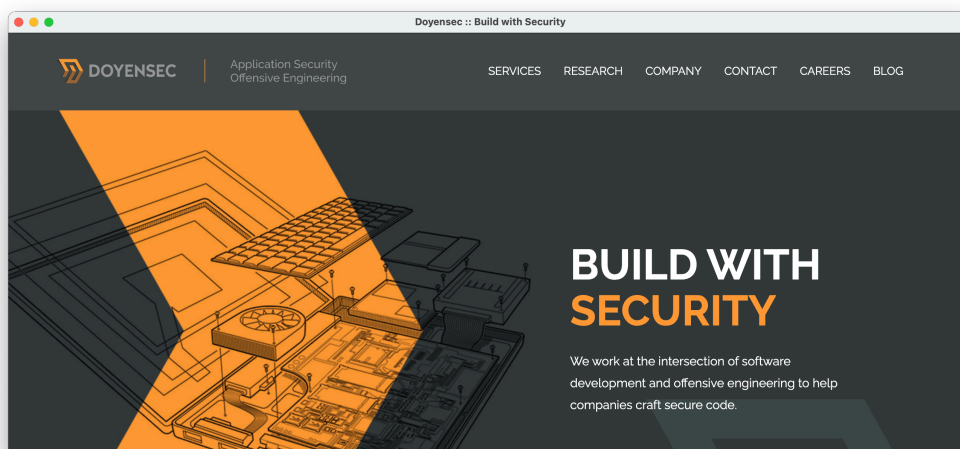 Doyensec :: Build with Security
DOYENSEC
Application Security
Offensive Engineering
SERVICES RESEARCH COMPANY CONTACT CAREERS BLOG
BUILD WITH
SECURITY
We work at the intersection of software
development and offensive engineering to help
companies craft secure code.